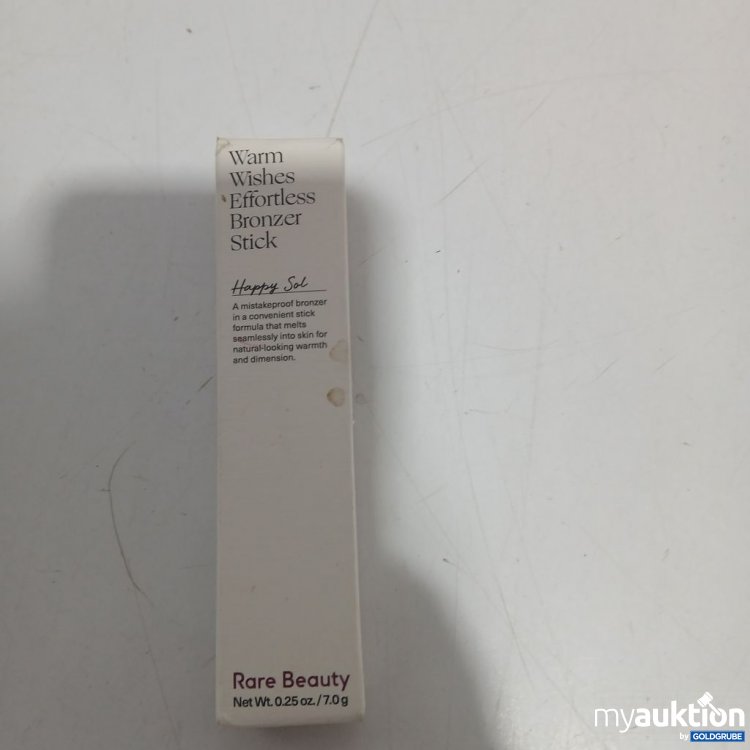 Warm
Wishes
Effortless
Bronzer
Stick
Happy Sol
A mistakeproof bronzer
in a convenient stick
formula that melts
seamlessly into skin for
natural-looking warmth
and dimension.
Rare Beauty
Net Wt. 0.25 oz. / 7.0 g
myauktion
by GOLDGRUBE